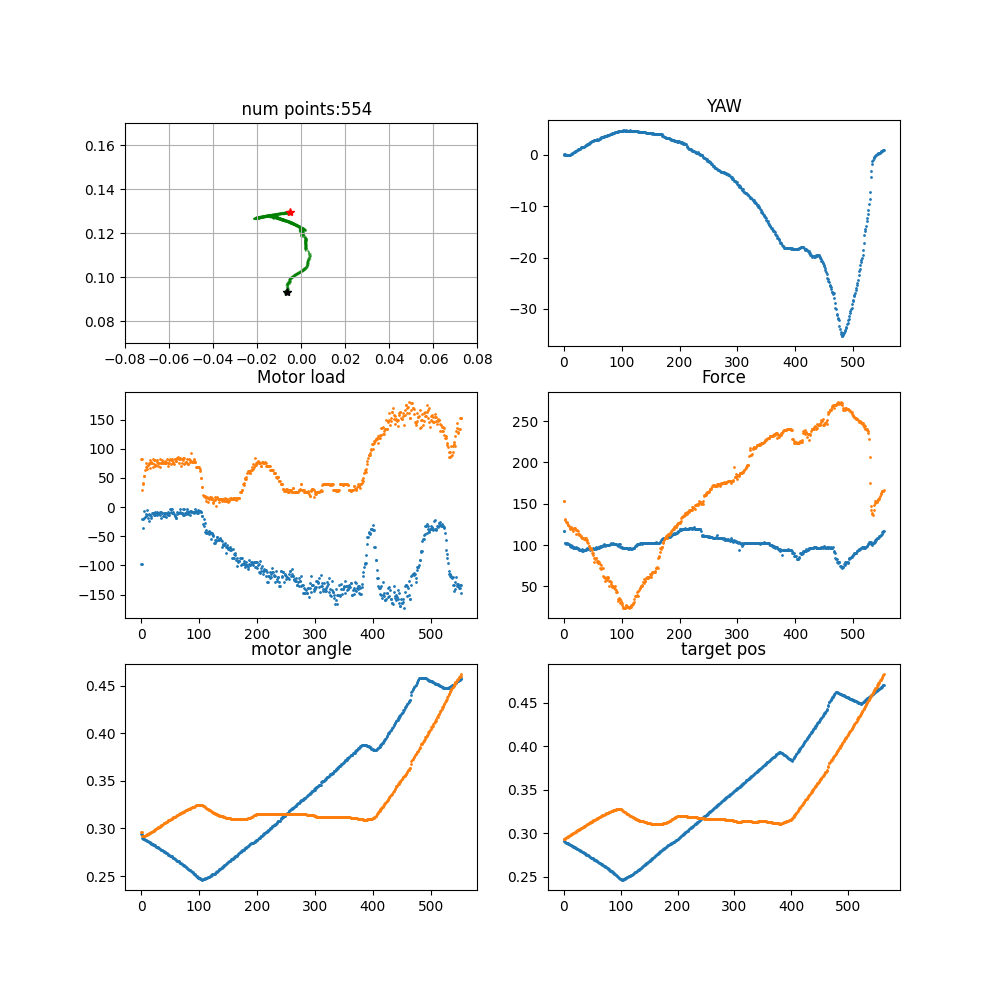 num points:554
YAW
0.16
0.14
0.12
0.10
0.08
−0.08 −0.06 −0.04 −0.02 0.00 0.02 0.04 0.06 0.08
0
−10
−20
−30
0 100 200 300 400 500
Motor load
Force
150
100
50
0
−50
−100
−150
0 100 200 300 400 500
250
200
150
100
50
0 100 200 300 400 500
motor angle
target pos
0.45
0.40
0.35
0.30
0.25
0 100 200 300 400 500
0.45
0.40
0.35
0.30
0.25
0 100 200 300 400 500